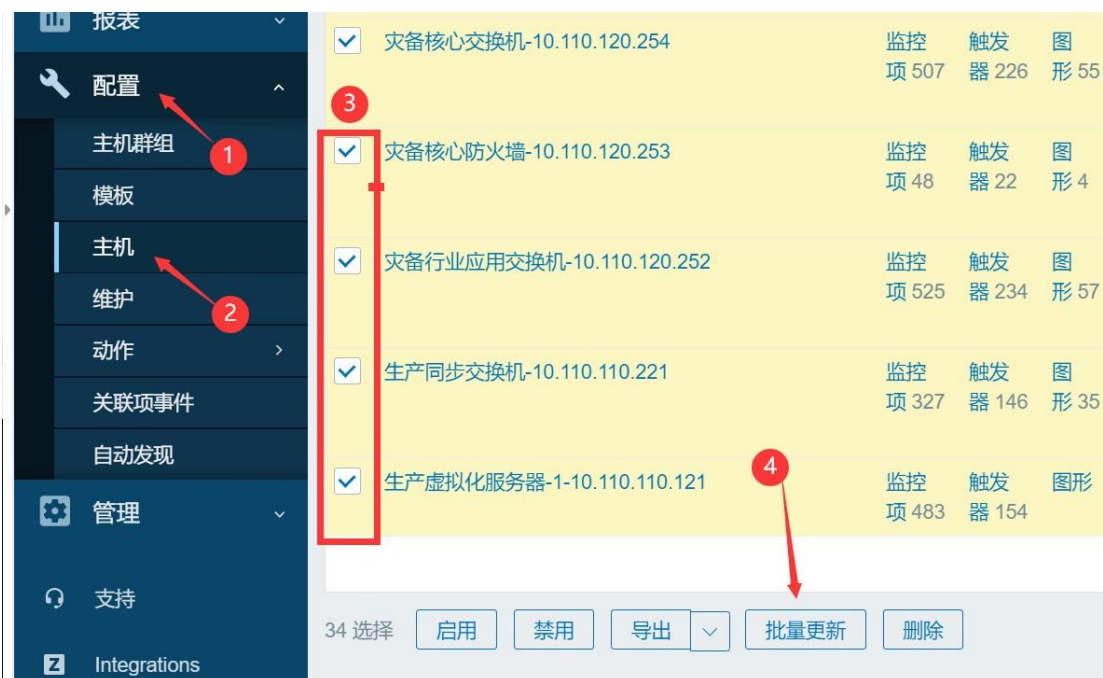 报表
配置
1
主机群组
模板
主机
2
维护
动作
关联项事件
自动发现
管理
支持
Z Integrations
灾备核心交换机-10.110.120.254
监控
项 507
触发
器 226
图
形 55
3
灾备核心防火墙-10.110.120.253
监控
项 48
触发
器 22
图
形 4
灾备行业应用交换机-10.110.120.252
监控
项 525
触发
器 234
图
形 57
生产同步交换机-10.110.110.221
监控
项 327
触发
器 146
图
形 35
4
生产虚拟化服务器-1-10.110.110.121
监控
项 483
触发
器 154
图形
34 选择 启用 禁用 导出 批量更新 删除